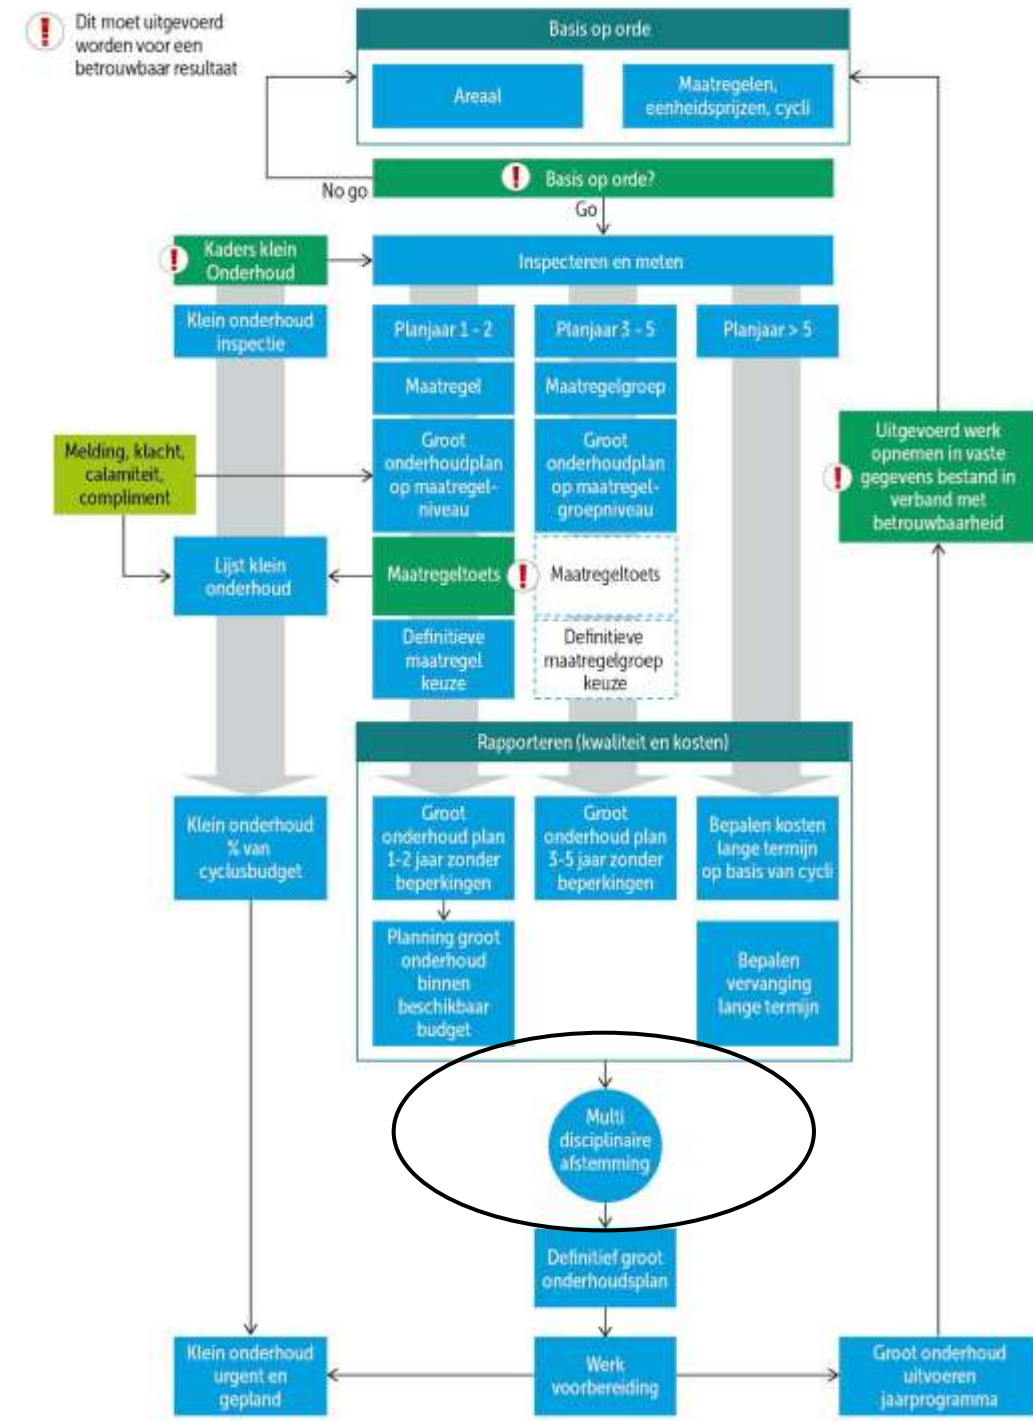 Dit moet uitgevoerd
worden voor een
betrouwbaar resultaat
Basis op orde
Areaal
Maatregelen,
eenheidsprijzen, cycli
Basis op orde?
No go
Go
Kaders klein
Onderhoud
Inspecteren en meten
Klein onderhoud
inspectie
Planjaar 1 - 2
Planjaar 3 - 5
Planjaar > 5
Maatregel
Maatregelgroep
Melding, klacht,
calamiteit,
compliment
Groot
onderhoudplan
op maatregel-
niveau
Groot
onderhoudplan
op maatregel-
groepniveau
Uitgevoerd werk
opnemen in vaste
gegevens bestand in
verband met
betrouwbaarheid
Lijst klein
onderhoud
Maatregeltoets
Maatregeltoets
Definitieve
maatregel
keuze
Definitieve
maatregelgroep
keuze
Rapporteren (kwaliteit en kosten)
Klein onderhoud
% van
cyclusbudget
Groot
onderhoud plan
1-2 jaar zonder
beperkingen
Groot
onderhoud plan
3-5 jaar zonder
beperkingen
Bepalen kosten
lange termijn
op basis van cycli
Planning groot
onderhoud
binnen
beschikbaar
budget
Bepalen
vervanging
lange termijn
Multi
disciplinaire
afstemming
Definitief groot
onderhoudsplan
Klein onderhoud
urgent en
gepland
Werk
voorbereiding
Groot onderhoud
uitvoeren
jaarprogramma